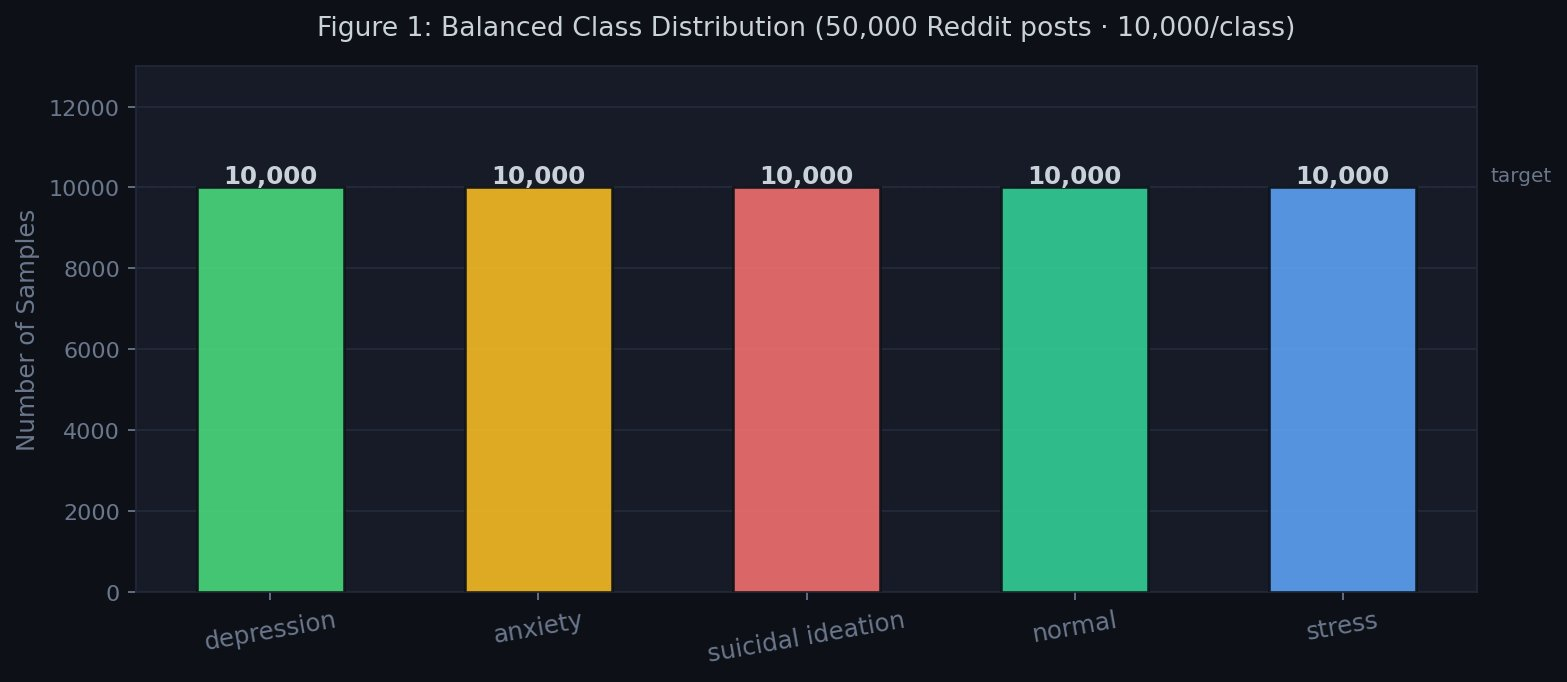 Figure 1: Balanced Class Distribution (50,000 Reddit posts · 10,000/class)
12000
10000
8000
6000
4000
2000
0
Number of Samples
10,000
10,000
10,000
10,000
10,000
target
depression
anxiety
suicidal ideation
normal
stress